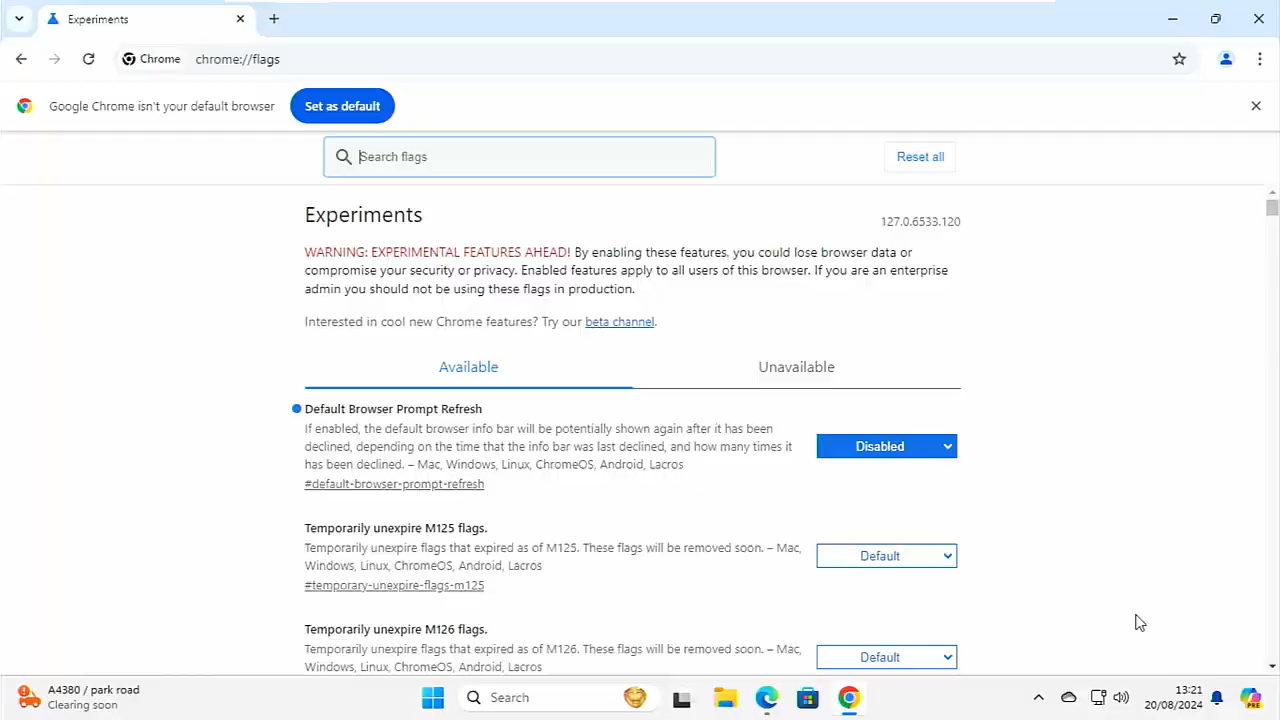 Experiments
Chrome
chrome://flags
Google Chrome isn't your default browser
Set as default
Search flags
Reset all
Experiments
127.0.6533.120
WARNING: EXPERIMENTAL FEATURES AHEAD! By enabling these features, you could lose browser data or
compromise your security or privacy. Enabled features apply to all users of this browser. If you are an enterprise
admin you should not be using these flags in production.
Interested in cool new Chrome features? Try our beta channel.
Available
Unavailable
Default Browser Prompt Refresh
If enabled, the default browser info bar will be potentially shown again after it has been
declined, depending on the time that the info bar was last declined, and how many times it
has been declined. – Mac, Windows, Linux, ChromeOS, Android, Lacros
#default-browser-prompt-refresh
Disabled
Temporarily unexpire M125 flags.
Temporarily unexpire flags that expired as of M125. These flags will be removed soon. – Mac,
Windows, Linux, ChromeOS, Android, Lacros
#temporary-unexpire-flags-m125
Default
Temporarily unexpire M126 flags.
Temporarily unexpire flags that expired as of M126. These flags will be removed soon. – Mac,
Windows, Linux, ChromeOS, Android, Lacros
Default
A4380 / park road
Clearing soon
Search
13:21
20/08/2024
PRE